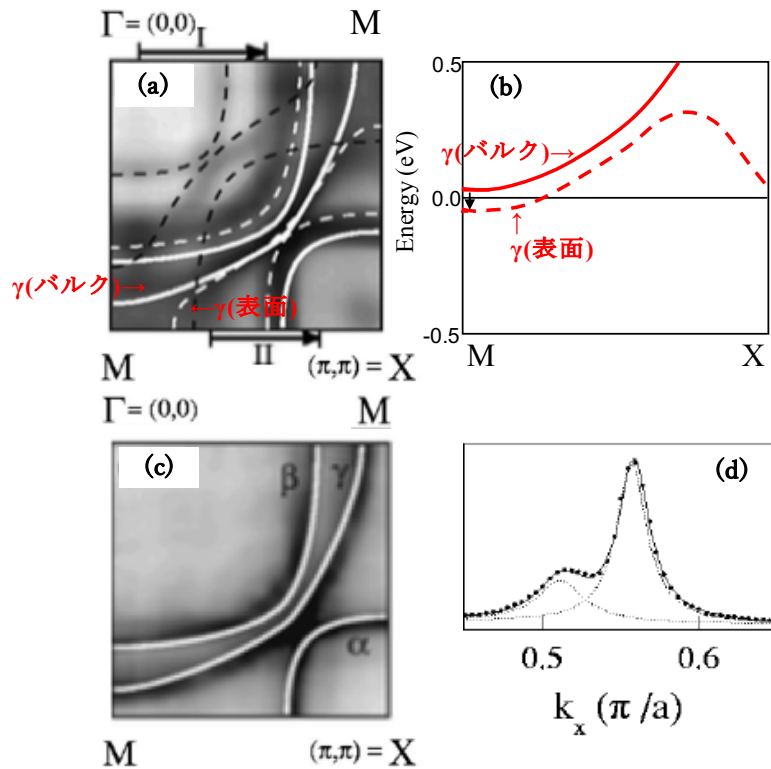 Γ= (0,0)
I
M
(a)
γ(バルク)→
←γ(表面)
M
II
(π,π) = X
(b)
0.5
γ(バルク)→
0.0
↑
γ(表面)
-0.5
Energy (eV)
M
X
Γ= (0,0)
M
(c)
β
γ
α
M
(π,π) = X
(d)
0.5
0.6
k_x (π /a)